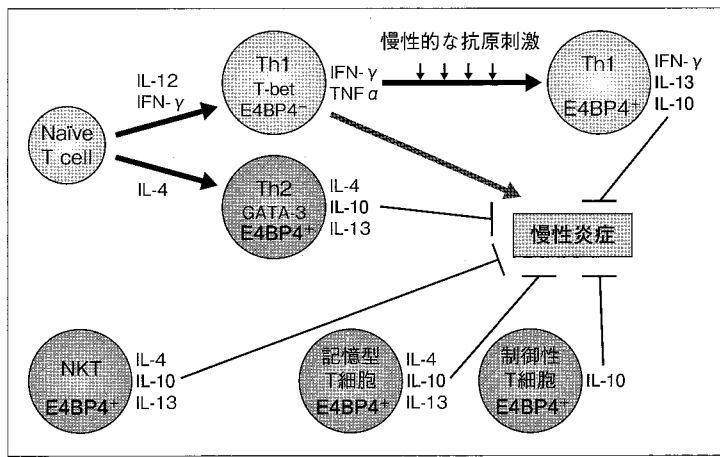 慢性的な抗原刺激
IL-12
IFN-γ
Naïve
T cell
IL-4
Th1
T-bet
E4BP4⁻
IFN-γ
TNFα
Th1
E4BP4⁺
IFN-γ
IL-13
IL-10
Th2
GATA-3
E4BP4⁺
IL-4
IL-10
IL-13
慢性炎症
NKT
E4BP4⁺
IL-4
IL-10
IL-13
記憶型
T細胞
E4BP4⁺
IL-4
IL-10
IL-13
制御性
T細胞
E4BP4⁺
IL-10